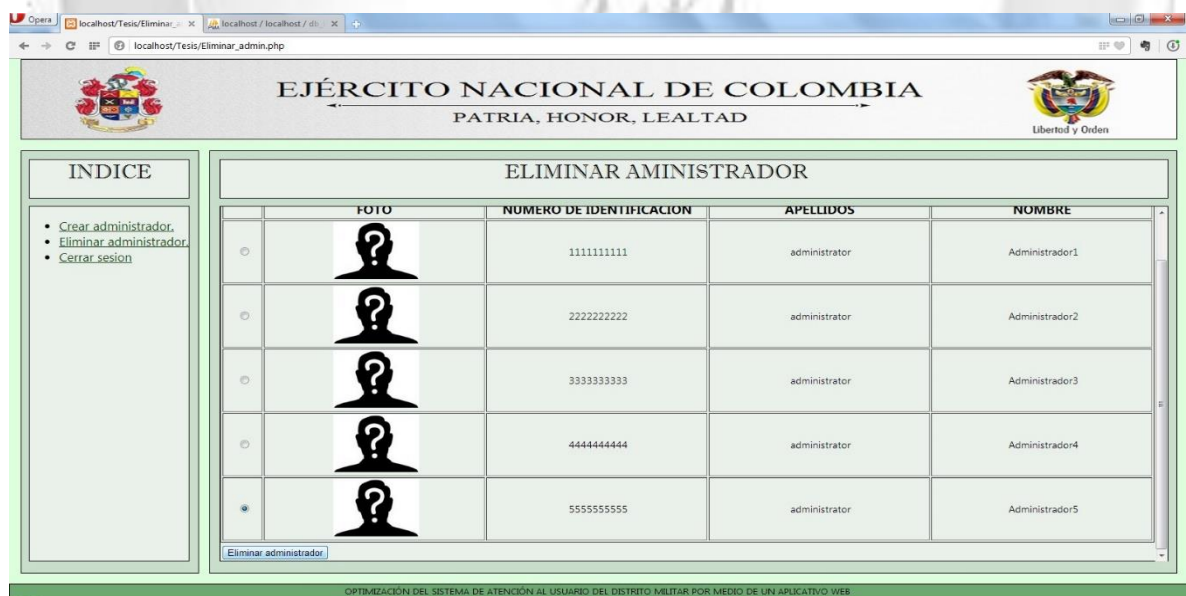 Opera
localhost/Tesis/Eliminar_a
localhost / localhost / db_
localhost/Tesis/Eliminar_admin.php
EJÉRCITO NACIONAL DE COLOMBIA
PATRIA, HONOR, LEALTAD
Libertad y Orden
INDICE
ELIMINAR AMINISTRADOR
Crear administrador.
Eliminar administrador.
Cerrar sesion
FOTO NUMERO DE IDENTIFICACION APELLIDOS NOMBRE
1111111111 administrator Administrador1
2222222222 administrator Administrador2
3333333333 administrator Administrador3
4444444444 administrator Administrador4
5555555555 administrator Administrador5
Eliminar administrador
OPTIMIZACIÓN DEL SISTEMA DE ATENCIÓN AL USUARIO DEL DISTRITO MILITAR POR MEDIO DE UN APLICATIVO WEB